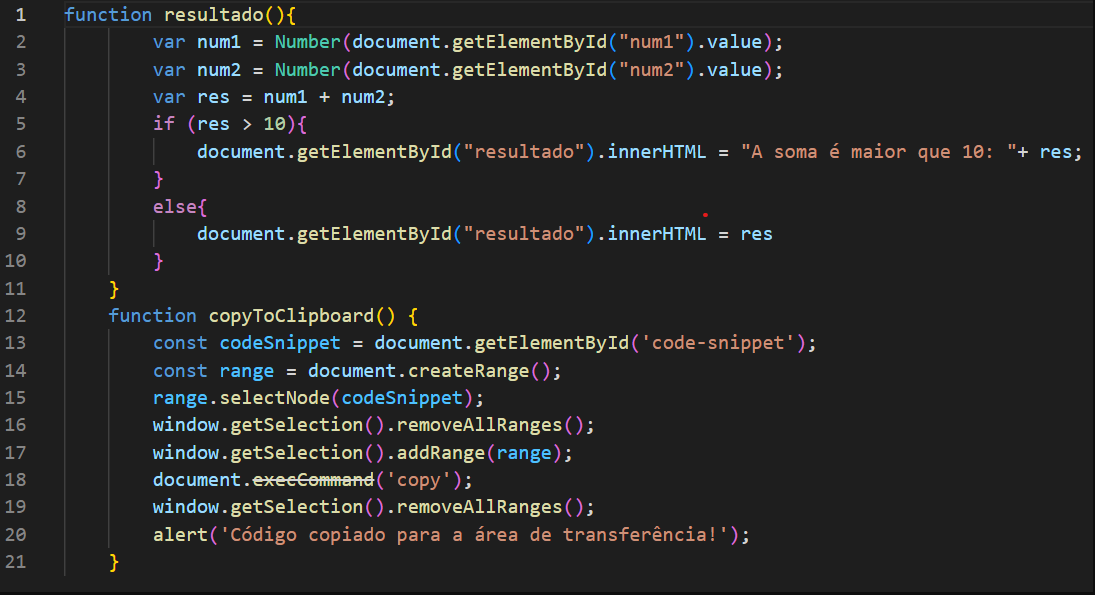 1 function resultado(){
2 var num1 = Number(document.getElementById("num1").value);
3 var num2 = Number(document.getElementById("num2").value);
4 var res = num1 + num2;
5 if (res > 10){
6 document.getElementById("resultado").innerHTML = "A soma é maior que 10: "+ res;
7 }
8 else{
9 document.getElementById("resultado").innerHTML = res
10 }
11 }
12 function copyToClipboard() {
13 const codeSnippet = document.getElementById('code-snippet');
14 const range = document.createRange();
15 range.selectNode(codeSnippet);
16 window.getSelection().removeAllRanges();
17 window.getSelection().addRange(range);
18 document.execCommand('copy');
19 window.getSelection().removeAllRanges();
20 alert('Código copiado para a área de transferência!');
21 }